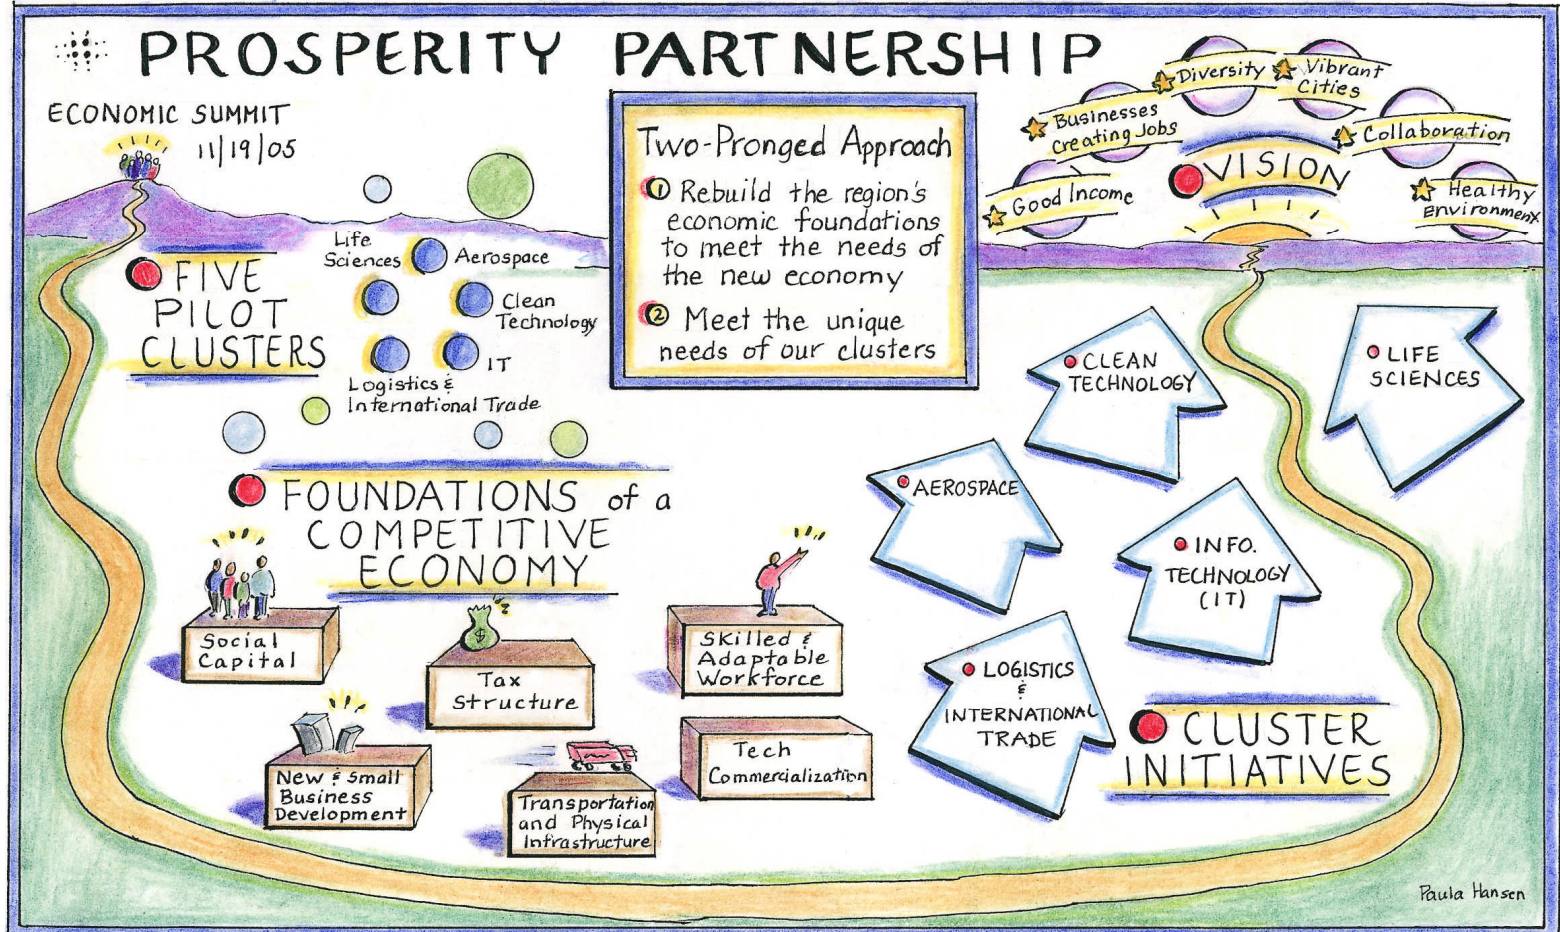 PROSPERITY PARTNERSHIP
ECONOMIC SUMMIT
11/19/05
Two-Pronged Approach
1 Rebuild the region's
economic foundations
to meet the needs of
the new economy
2 Meet the unique
needs of our clusters
VISION
Good Income
Businesses
Creating Jobs
Diversity
Vibrant
Cities
Collaboration
Healthy
Environment
FIVE
PILOT
CLUSTERS
Life
Sciences
Aerospace
Clean
Technology
IT
Logistics &
International Trade
FOUNDATIONS of a
COMPETITIVE
ECONOMY
Social
Capital
Tax
Structure
$
Skilled &
Adaptable
Workforce
New & Small
Business
Development
Transportation
and Physical
Infrastructure
Tech
Commercialization
CLEAN
TECHNOLOGY
LIFE
SCIENCES
AEROSPACE
INFO.
TECHNOLOGY
(IT)
LOGISTICS
&
INTERNATIONAL
TRADE
CLUSTER
INITIATIVES
Paula Hansen